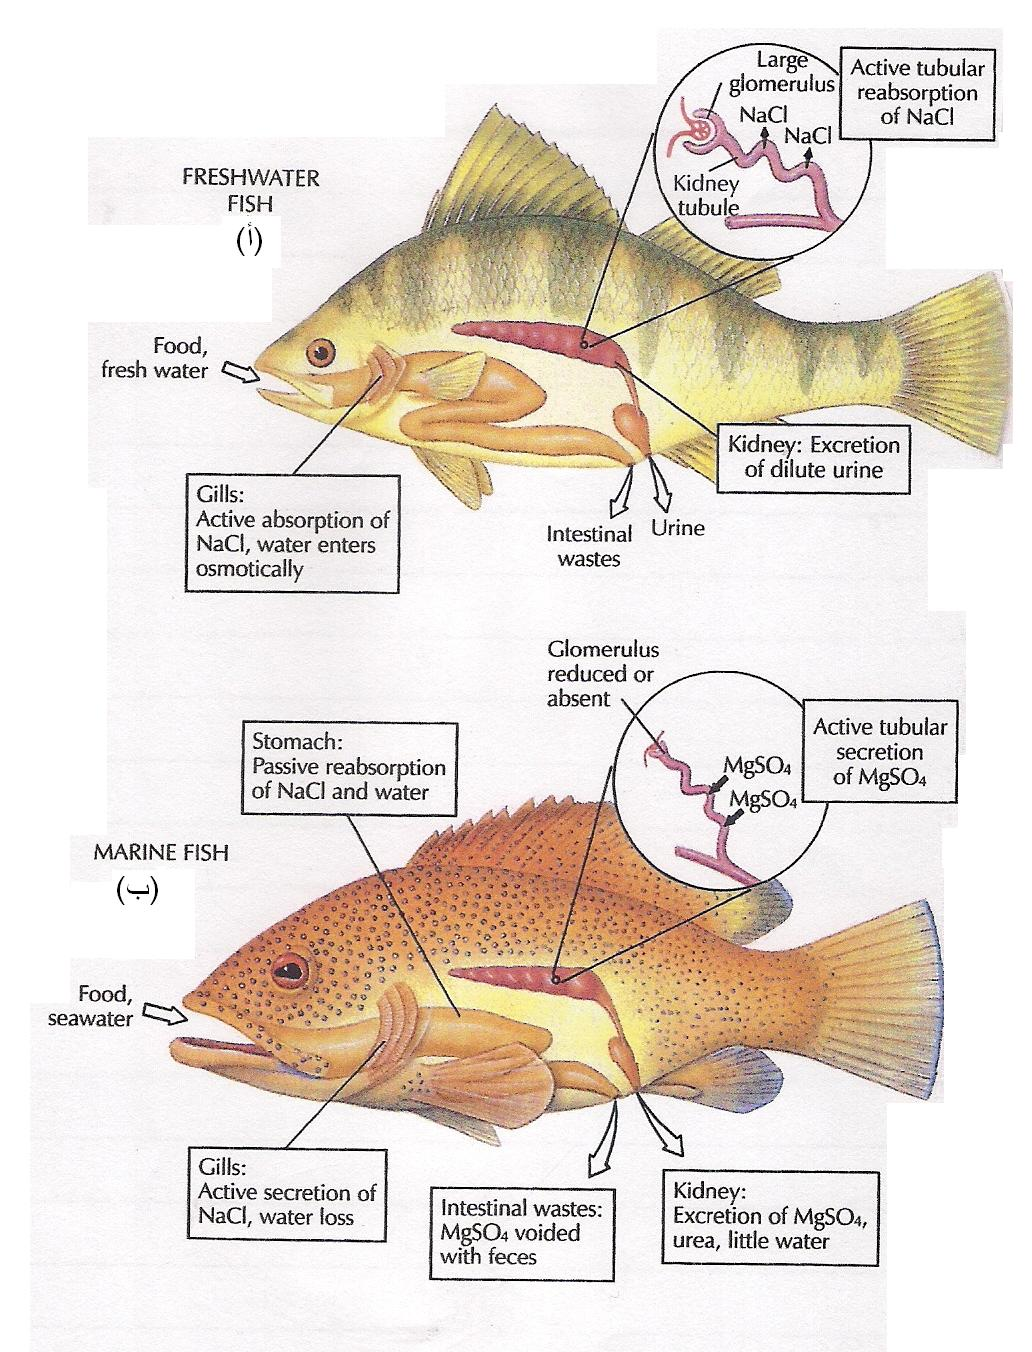 Large
glomerulus
Active tubular
reabsorption
of NaCl
NaCl
NaCl
Kidney
tubule
FRESHWATER
FISH
(أ)
Food,
fresh water
Kidney: Excretion
of dilute urine
Gills:
Active absorption of
NaCl, water enters
osmotically
Intestinal
wastes
Urine
Glomerulus
reduced or
absent
Active tubular
secretion
of MgSO₄
MgSO₄
MgSO₄
Stomach:
Passive reabsorption
of NaCl and water
MARINE FISH
(ب)
Food,
seawater
Gills:
Active secretion of
NaCl, water loss
Intestinal wastes:
MgSO₄ voided
with feces
Kidney:
Excretion of MgSO₄,
urea, little water